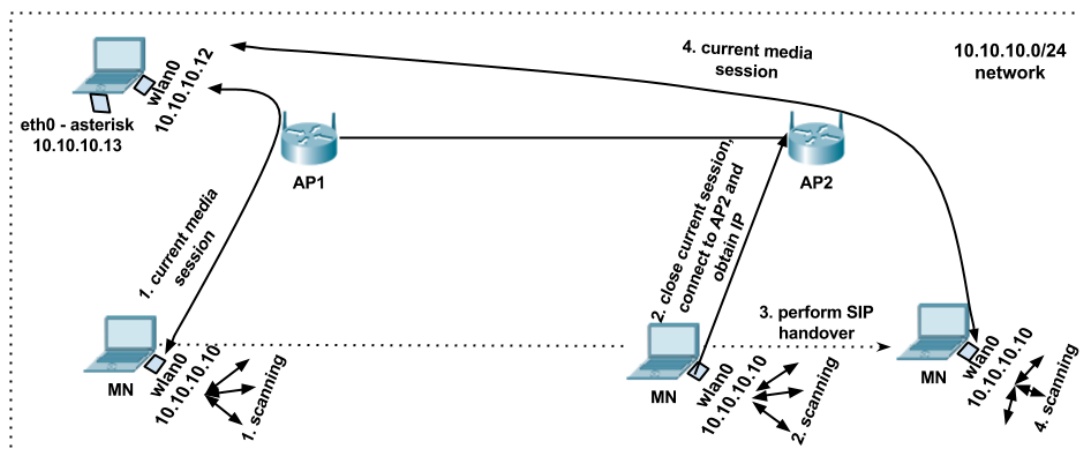 4. current media
session
10.10.10.0/24
network
wlan0
10.10.10.12
eth0 - asterisk
10.10.10.13
AP1
AP2
1. current media
session
2. close current session,
connect to AP2 and
obtain IP
3. perform SIP
handover
MN
wlan0
10.10.10.10
1. scanning
MN
wlan0
10.10.10.10
2. scanning
MN
wlan0
10.10.10.10
4. scanning